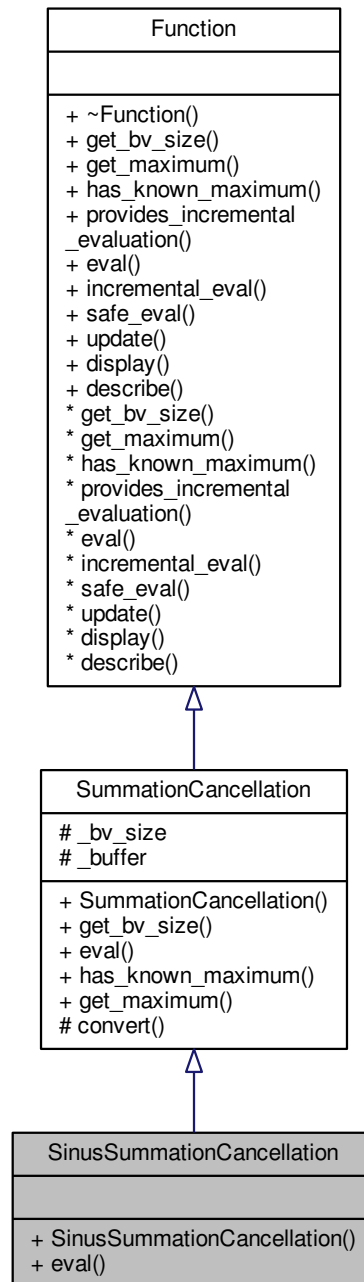 Function
+ ~Function()
+ get_bv_size()
+ get_maximum()
+ has_known_maximum()
+ provides_incremental
_evaluation()
+ eval()
+ incremental_eval()
+ safe_eval()
+ update()
+ display()
+ describe()
* get_bv_size()
* get_maximum()
* has_known_maximum()
* provides_incremental
_evaluation()
* eval()
* incremental_eval()
* safe_eval()
* update()
* display()
* describe()
SummationCancellation
# _bv_size
# _buffer
+ SummationCancellation()
+ get_bv_size()
+ eval()
+ has_known_maximum()
+ get_maximum()
# convert()
SinusSummationCancellation
+ SinusSummationCancellation()
+ eval()